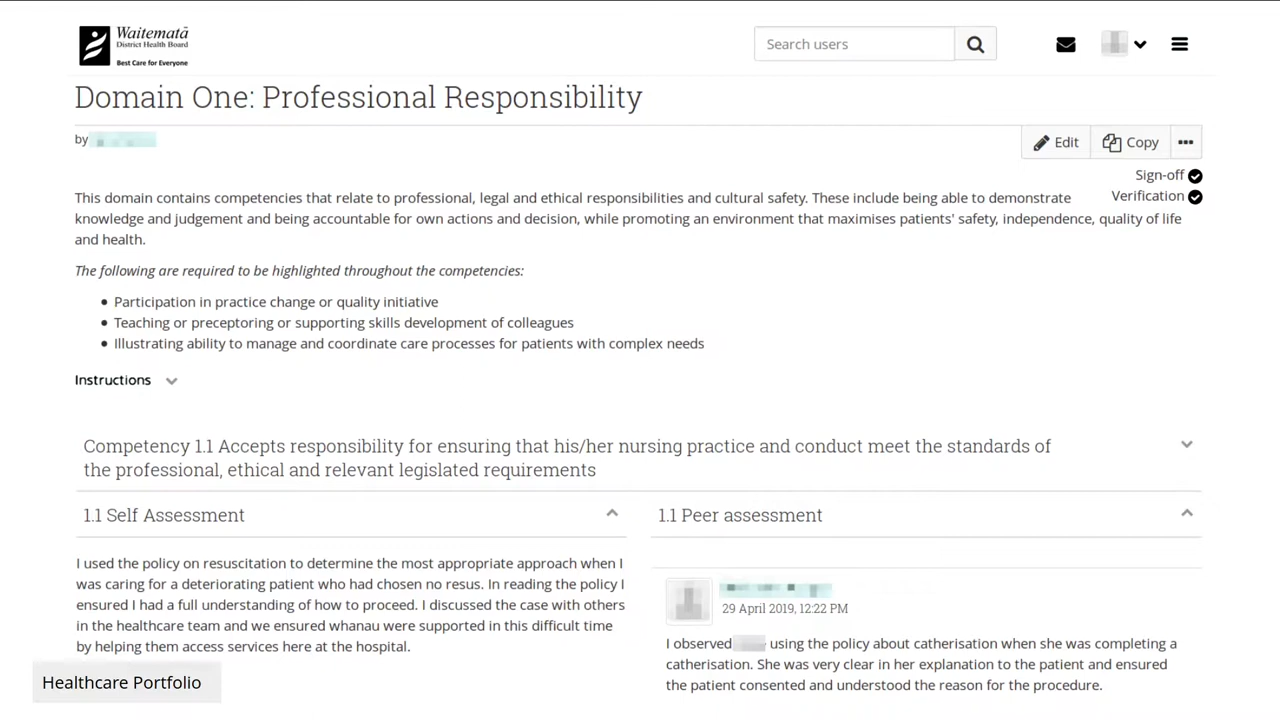 Waitematā
District Health Board
Best Care for Everyone
Search users
Domain One: Professional Responsibility
by
Edit
Copy
Sign-off
Verification
This domain contains competencies that relate to professional, legal and ethical responsibilities and cultural safety. These include being able to demonstrate
knowledge and judgement and being accountable for own actions and decision, while promoting an environment that maximises patients' safety, independence, quality of life
and health.
The following are required to be highlighted throughout the competencies:
Participation in practice change or quality initiative
Teaching or preceptoring or supporting skills development of colleagues
Illustrating ability to manage and coordinate care processes for patients with complex needs
Instructions
Competency 1.1 Accepts responsibility for ensuring that his/her nursing practice and conduct meet the standards of
the professional, ethical and relevant legislated requirements
1.1 Self Assessment
I used the policy on resuscitation to determine the most appropriate approach when I
was caring for a deteriorating patient who had chosen no resus. In reading the policy I
ensured I had a full understanding of how to proceed. I discussed the case with others
in the healthcare team and we ensured whanau were supported in this difficult time
by helping them access services here at the hospital.
1.1 Peer assessment
29 April 2019, 12:22 PM
I observed using the policy about catherisation when she was completing a
catherisation. She was very clear in her explanation to the patient and ensured
the patient consented and understood the reason for the procedure.
Healthcare Portfolio